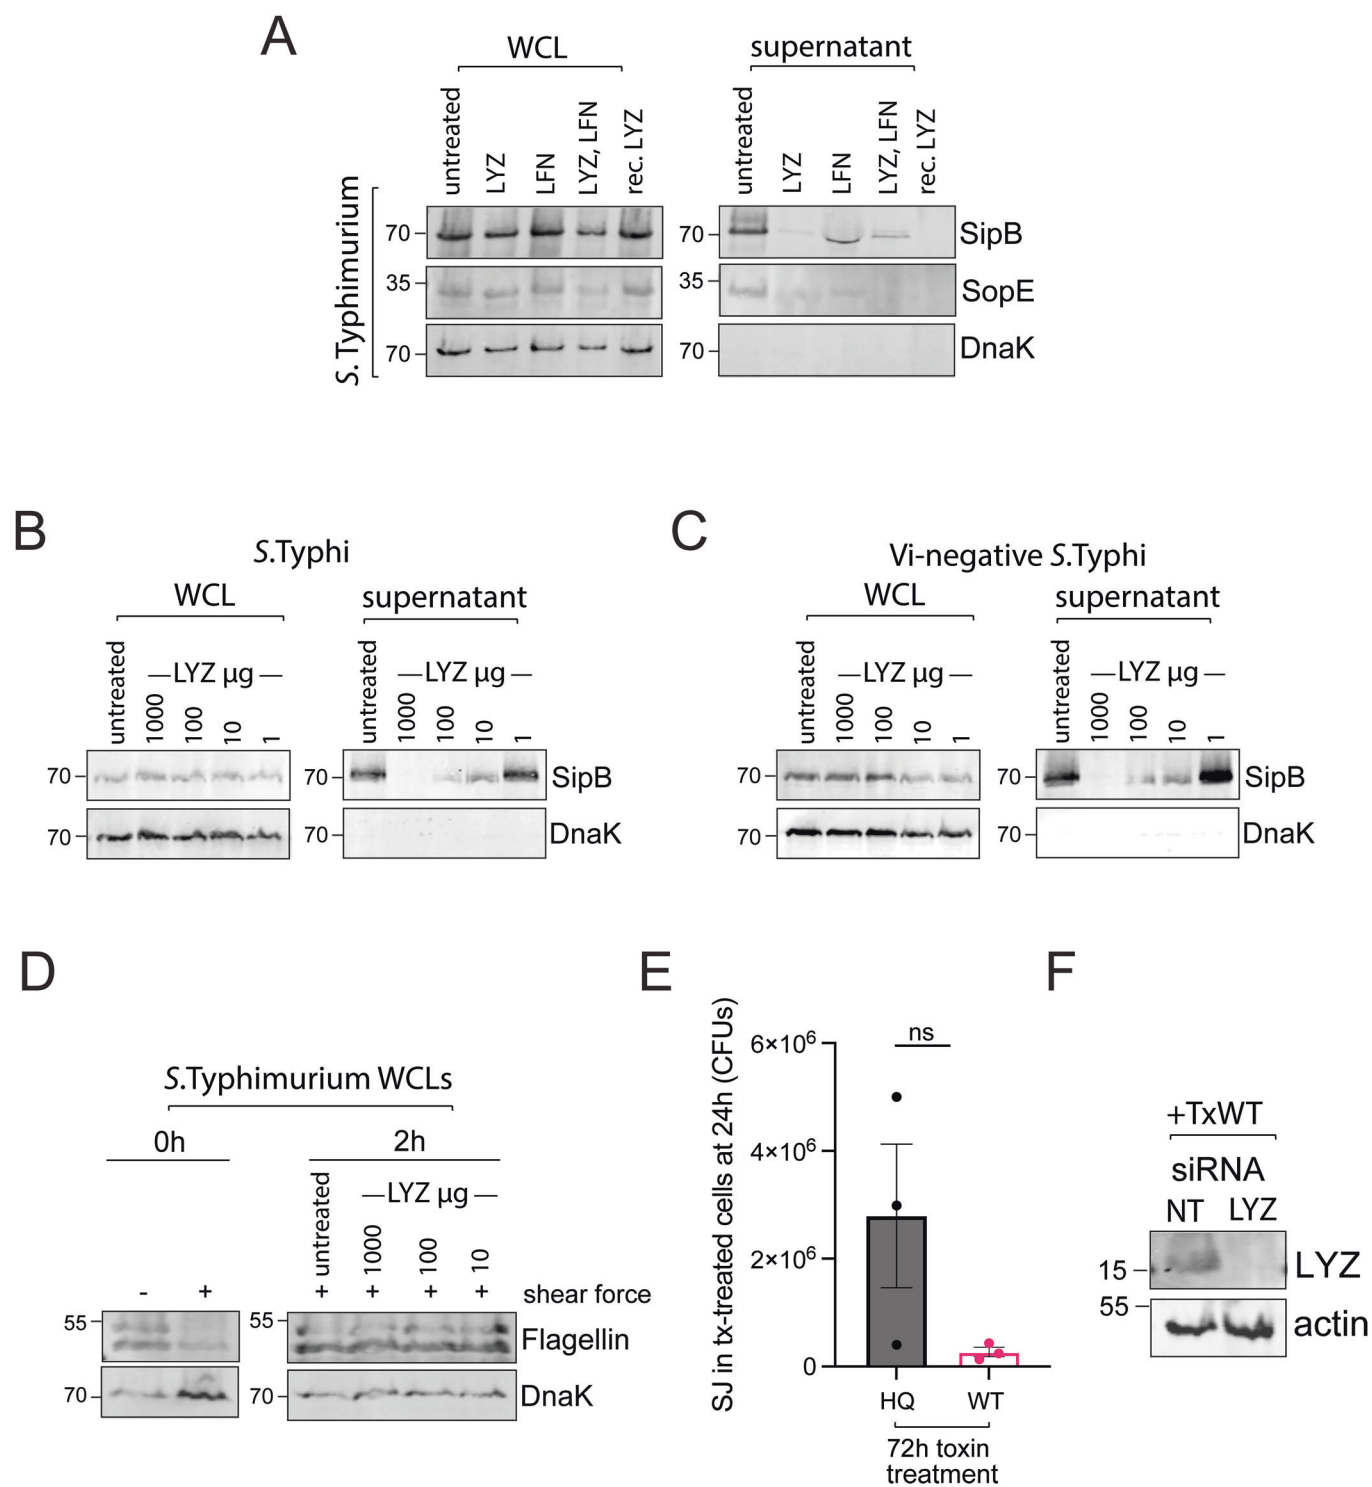 A
WCL
supernatant
untreated
LYZ
LFN
LYZ, LFN
rec. LYZ
untreated
LYZ
LFN
LYZ, LFN
rec. LYZ
S. Typhimurium
70
70
SipB
35
35
SopE
70
70
DnaK
B
S.Typhi
WCL
supernatant
untreated
LYZ µg
1000
100
10
1
untreated
LYZ µg
1000
100
10
1
70
70
SipB
70
70
DnaK
C
Vi-negative S.Typhi
WCL
supernatant
untreated
LYZ µg
1000
100
10
1
untreated
LYZ µg
1000
100
10
1
70
70
SipB
70
70
DnaK
D
S.Typhimurium WCLs
0h
2h
untreated
LYZ µg
1000
100
10
- + + + + + shear force
55
55
Flagellin
70
70
DnaK
E
SJ in tx-treated cells at 24h (CFUs)
ns
6×10⁶
4×10⁶
2×10⁶
0
HQ WT
72h toxin
treatment
F
+TxWT
siRNA
NT LYZ
15
LYZ
55
actin